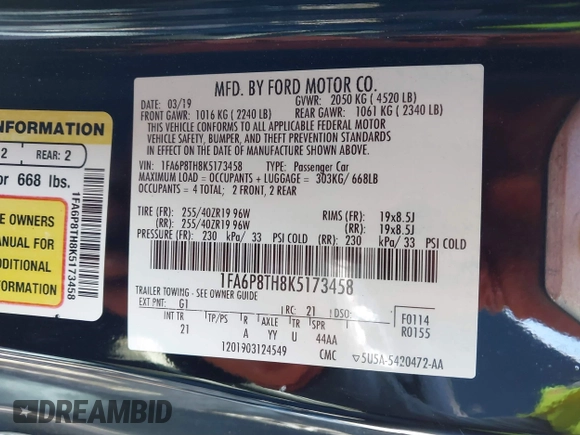 MFD. BY FORD MOTOR CO.
DATE: 03/19 GVWR: 2050 KG ( 4520 LB)
FRONT GAWR: 1016 KG ( 2240 LB) REAR GAWR: 1061 KG ( 2340 LB)
THIS VEHICLE CONFORMS TO ALL APPLICABLE FEDERAL MOTOR
VEHICLE SAFETY, BUMPER, AND THEFT PREVENTION STANDARDS
IN EFFECT ON THE DATE OF MANUFACTURE SHOWN ABOVE.
VIN: 1FA6P8TH8K5173458 TYPE: Passenger Car
MAXIMUM LOAD = OCCUPANTS + LUGGAGE = 303KG/ 668LB
OCCUPANTS = 4 TOTAL; 2 FRONT, 2 REAR
TIRE (FR): 255/40ZR19 96W RIMS (FR): 19x8.5J
(RR): 255/40ZR19 96W (RR): 19x8.5J
PRESSURE (FR): 230 kPa/ 33 PSI COLD (RR): 230 kPa/ 33 PSI COLD
1FA6P8TH8K5173458
TRAILER TOWING - SEE OWNER GUIDE
EXT PNT: G1 RC: 21 DSO: F0114
INT TR TP/PS R AXLE TR SPR R0155
21 A YY U 44AA
1201903124549 CMC 5U5A-5420472-AA
INFORMATION
2 REAR: 2
or 668 lbs.
E OWNERS
ANUAL FOR
ADDITIONAL
FORMATION
1FA6P8TH8K5173458
DREAMBID